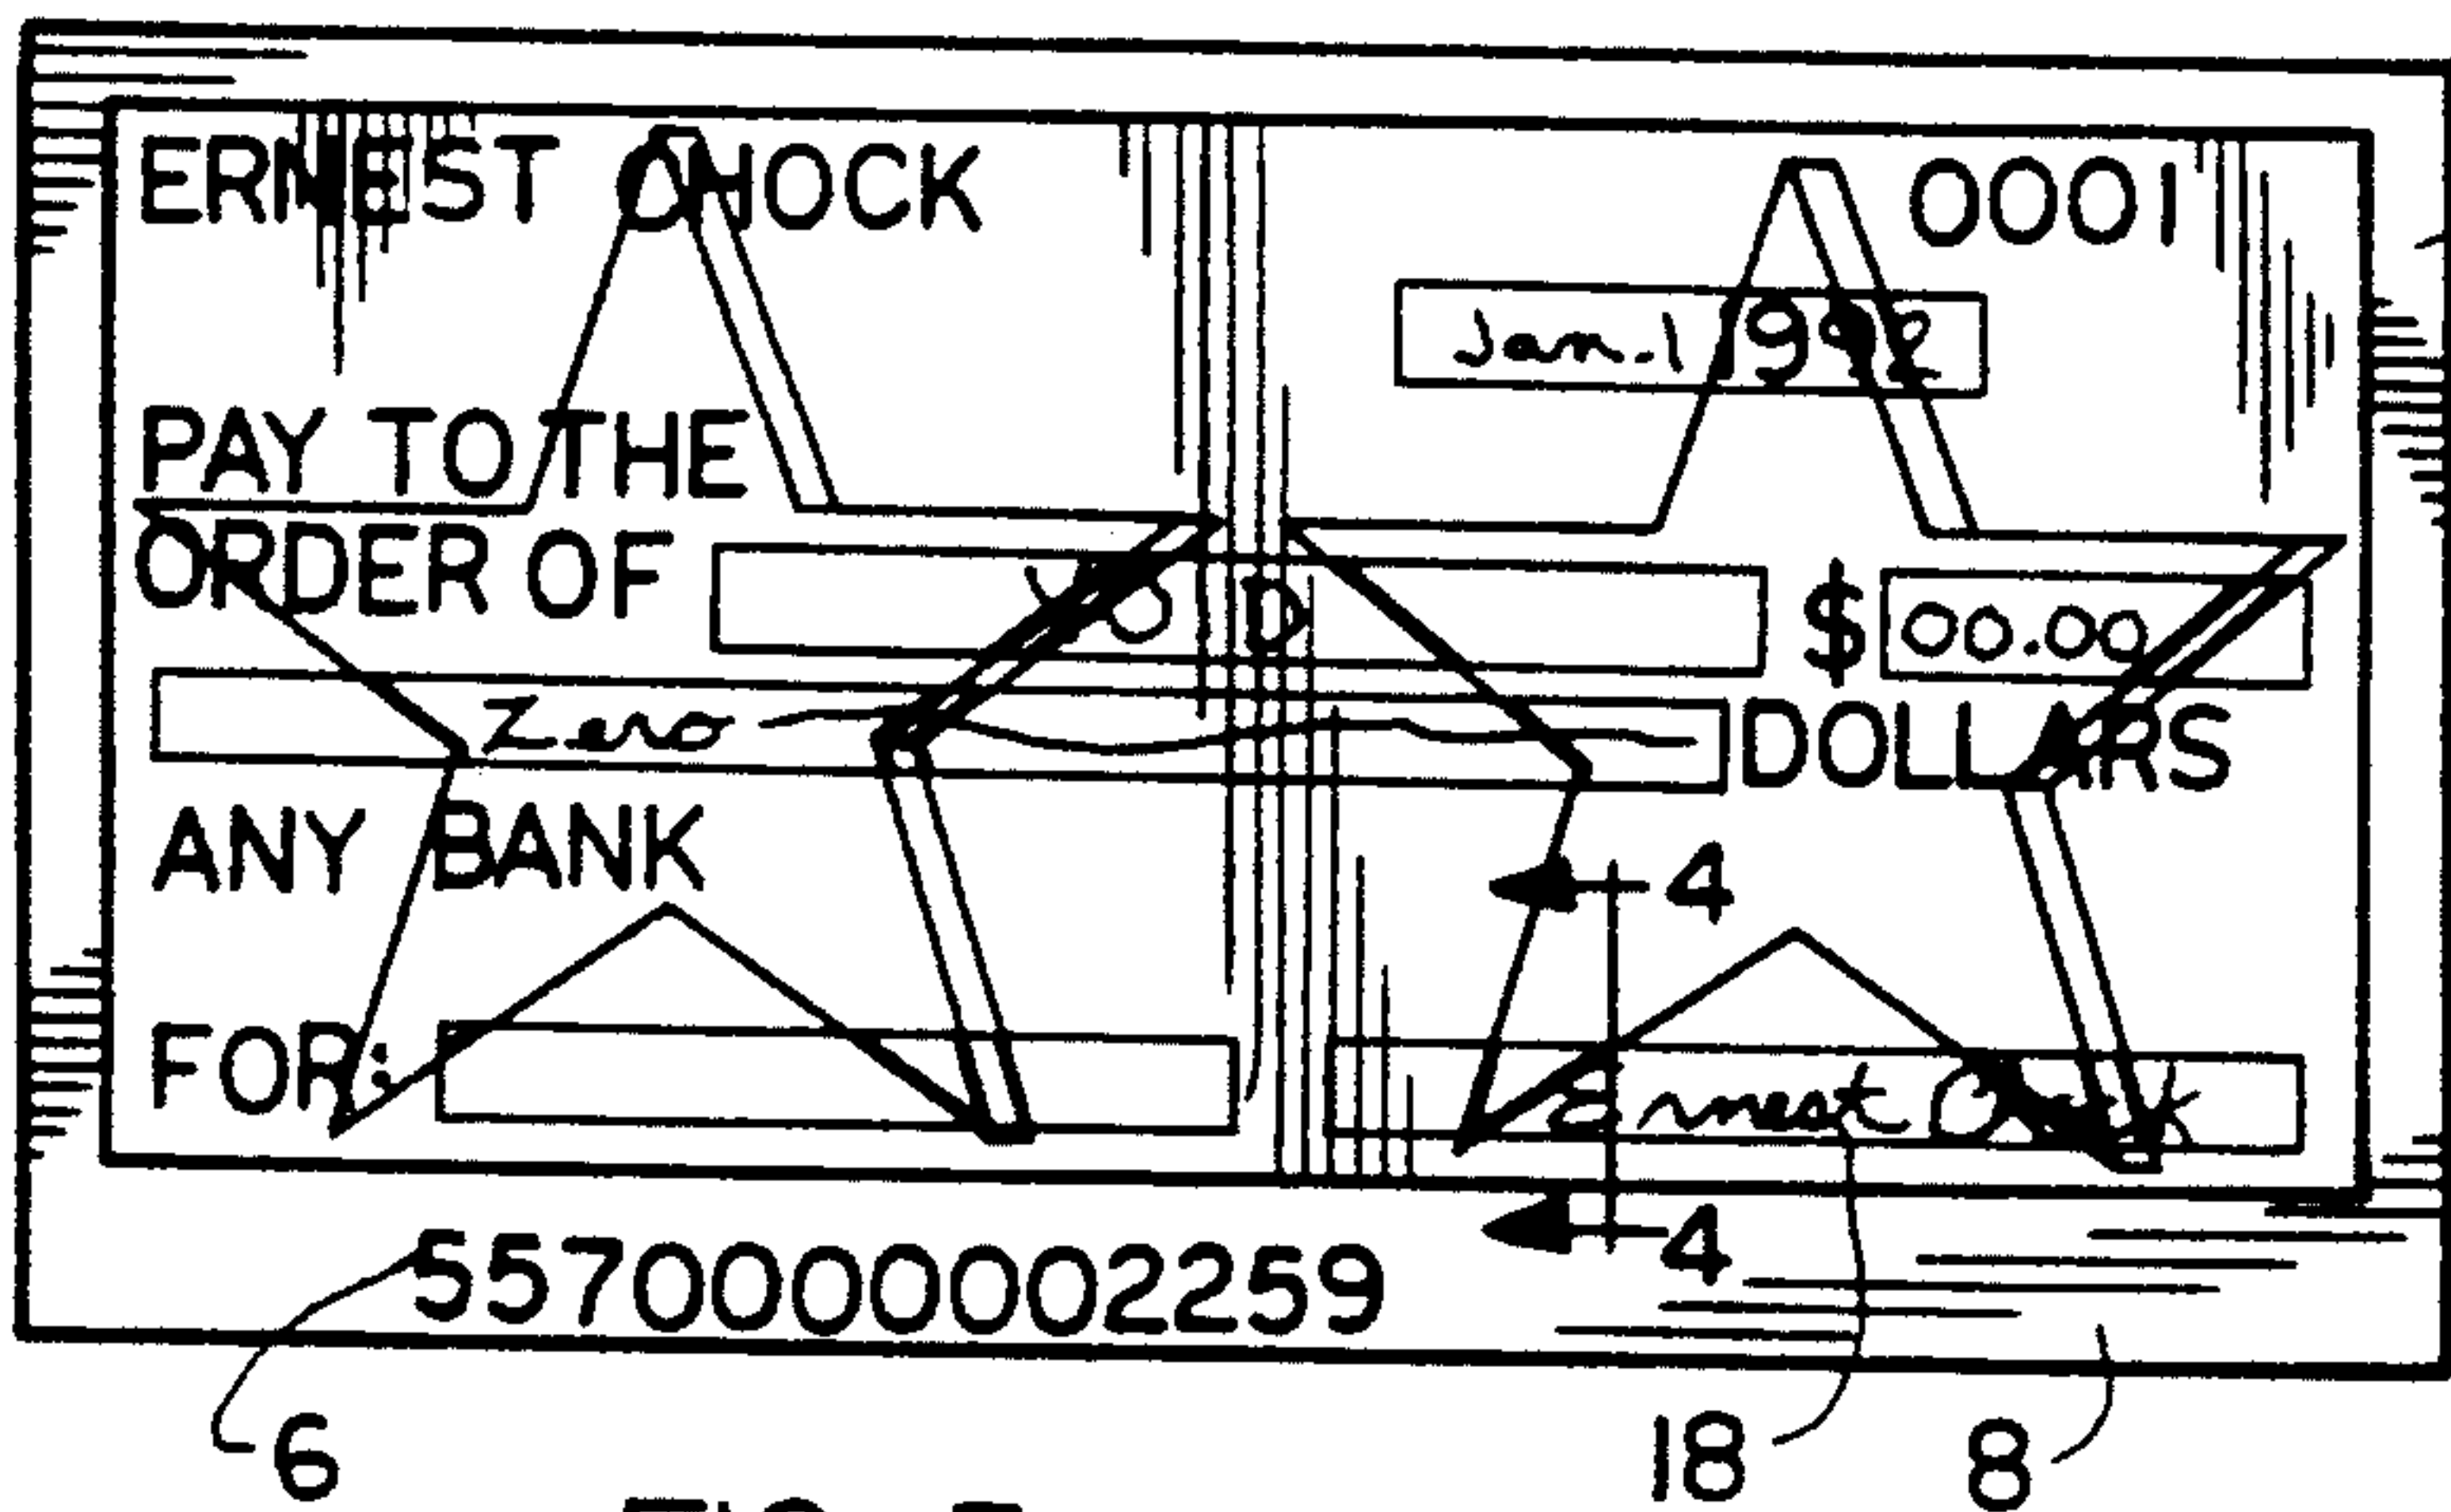 ERNEST CHOCK 0001
Jan. 1 1992
PAY TO THE
ORDER OF VOID $ 00.00
Zero DOLLARS
ANY BANK
4
FOR: Ernest Chock
4
5570000002259
6 18 8